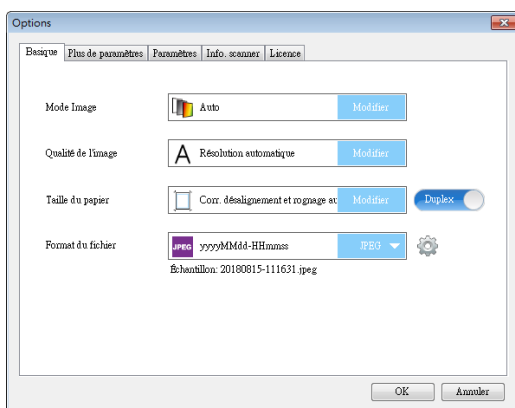 Options
Basique Plus de paramètres Paramètres Info. scanner Licence
Mode Image Auto Modifier
Qualité de l'image A Résolution automatique Modifier
Taille du papier Corr. désalignement et rognage au Modifier Duplex
Format du fichier JPEG yyyyMMdd-HHmmss JPEG
Échantillon: 20180815-111631.jpeg
OK Annuler